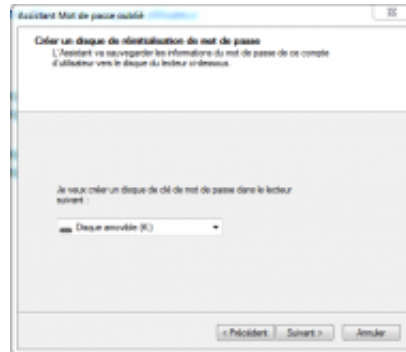 Assistant Mot de passe oublié
Créer un disque de réinitialisation de mot de passe
L'Assistant va sauvegarder les informations du mot de passe de ce compte
d'utilisateur vers le disque du lecteur ci-dessous.
Je veux créer un disque de clé de mot de passe dans le lecteur
suivant :
Disque amovible (K:)
< Précédent
Suivant >
Annuler